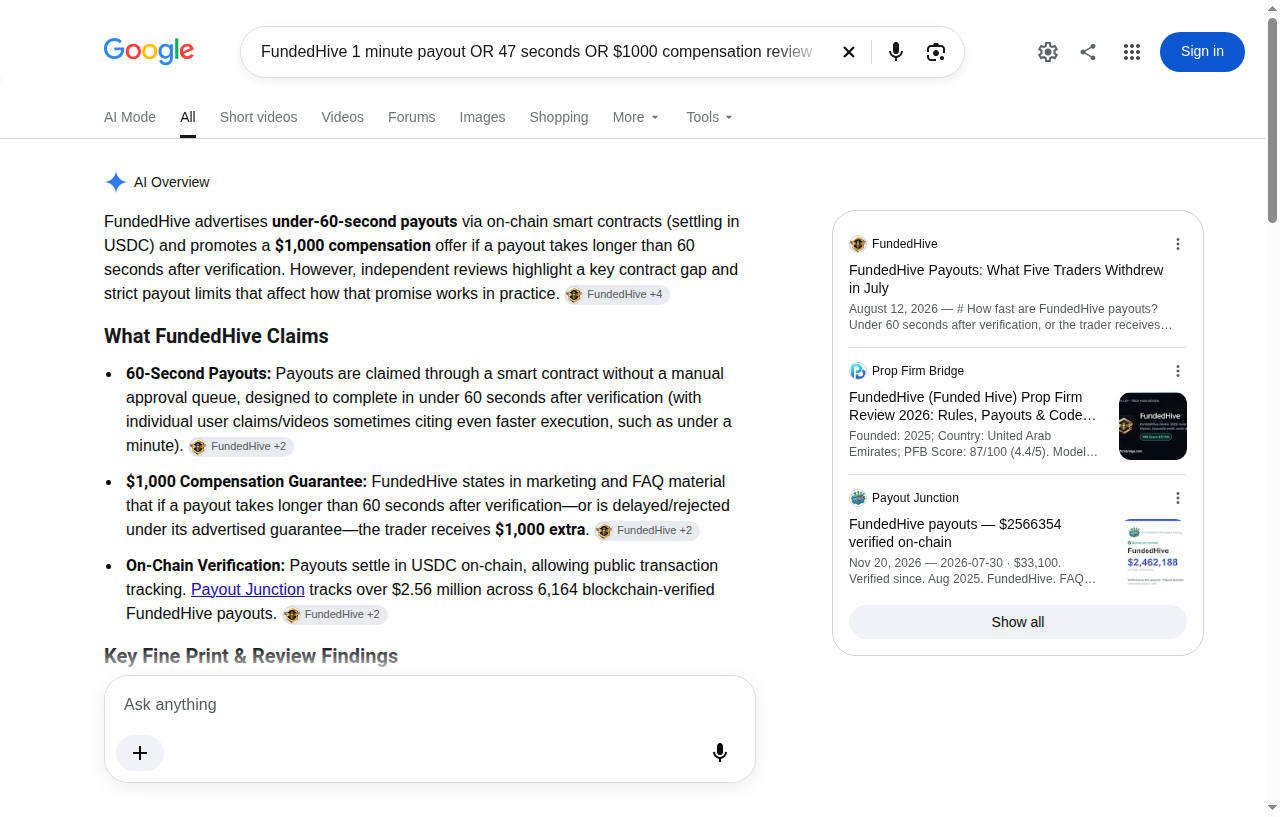 Google
FundedHive 1 minute payout OR 47 seconds OR $1000 compensation review
Sign in
AI Mode
All
Short videos
Videos
Forums
Images
Shopping
More
Tools
AI Overview
FundedHive advertises under-60-second payouts via on-chain smart contracts (settling in
USDC) and promotes a $1,000 compensation offer if a payout takes longer than 60
seconds after verification. However, independent reviews highlight a key contract gap and
strict payout limits that affect how that promise works in practice. FundedHive +4
What FundedHive Claims
• 60-Second Payouts: Payouts are claimed through a smart contract without a manual
approval queue, designed to complete in under 60 seconds after verification (with
individual user claims/videos sometimes citing even faster execution, such as under a
minute). FundedHive +2
• $1,000 Compensation Guarantee: FundedHive states in marketing and FAQ material
that if a payout takes longer than 60 seconds after verification—or is delayed/rejected
under its advertised guarantee—the trader receives $1,000 extra. FundedHive +2
• On-Chain Verification: Payouts settle in USDC on-chain, allowing public transaction
tracking. Payout Junction tracks over $2.56 million across 6,164 blockchain-verified
FundedHive payouts. FundedHive +2
Key Fine Print & Review Findings
Ask anything
FundedHive
FundedHive Payouts: What Five Traders Withdrew
in July
August 12, 2026 — # How fast are FundedHive payouts?
Under 60 seconds after verification, or the trader receives…
Prop Firm Bridge
FundedHive (Funded Hive) Prop Firm
Review 2026: Rules, Payouts & Code…
Founded: 2025; Country: United Arab
Emirates; PFB Score: 87/100 (4.4/5). Model…
FundedHive
Payout Junction
FundedHive payouts — $2566354
verified on-chain
Nov 20, 2026 — 2026-07-30 · $33,100.
Verified since. Aug 2025. FundedHive. FAQ…
FundedHive
$2,462,188
Show all